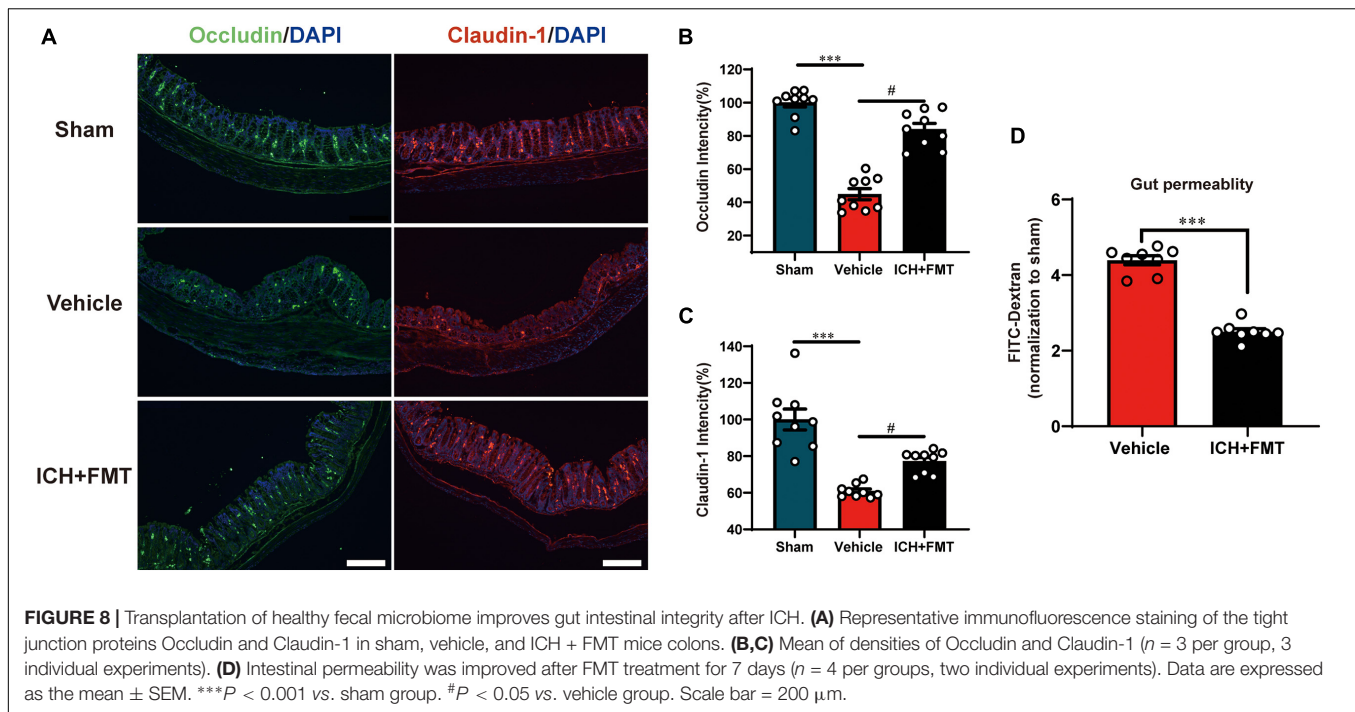 A
Occludin/DAPI
Claudin-1/DAPI
Sham
Vehicle
ICH+FMT
B
***
#
Occludin Intencity(%)
120
100
80
60
40
20
Sham
Vehicle
ICH+FMT
C
***
#
Claudin-1 Intencity(%)
140
120
100
80
60
40
Sham
Vehicle
ICH+FMT
D
Gut permeablity
***
FITC-Dextran
(normalization to sham)
6
4
2
0
Vehicle
ICH+FMT
FIGURE 8 | Transplantation of healthy fecal microbiome improves gut intestinal integrity after ICH. (A) Representative immunofluorescence staining of the tight
junction proteins Occludin and Claudin-1 in sham, vehicle, and ICH + FMT mice colons. (B,C) Mean of densities of Occludin and Claudin-1 (n = 3 per group, 3
individual experiments). (D) Intestinal permeability was improved after FMT treatment for 7 days (n = 4 per groups, two individual experiments). Data are expressed
as the mean ± SEM. ***P < 0.001 vs. sham group. #P < 0.05 vs. vehicle group. Scale bar = 200 μm.